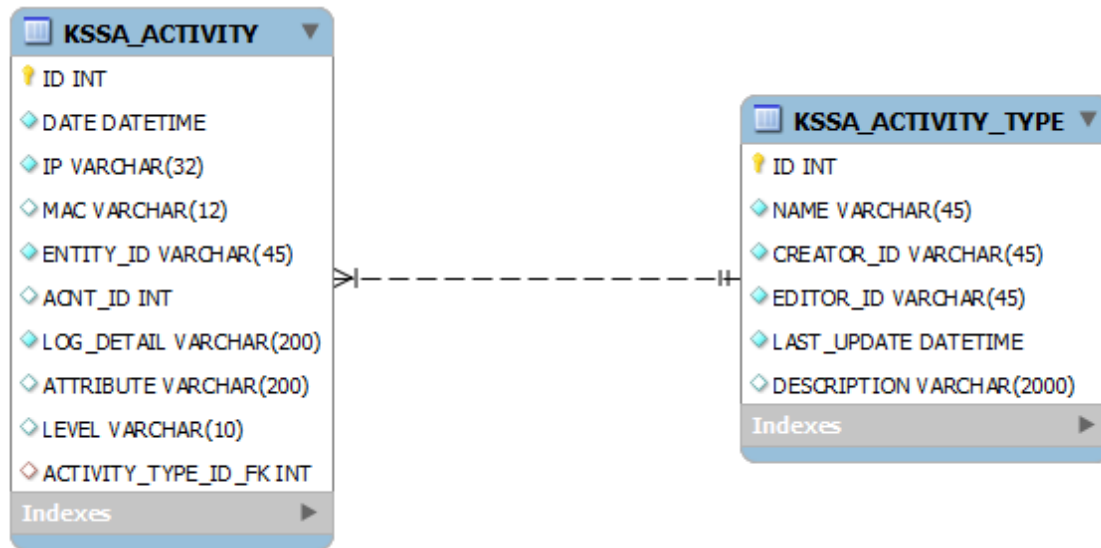 KSSA_ACTIVITY
ID INT
DATE DATETIME
IP VARCHAR(32)
MAC VARCHAR(12)
ENTITY_ID VARCHAR(45)
ACNT_ID INT
LOG_DETAIL VARCHAR(200)
ATTRIBUTE VARCHAR(200)
LEVEL VARCHAR(10)
ACTIVITY_TYPE_ID_FK INT
Indexes
KSSA_ACTIVITY_TYPE
ID INT
NAME VARCHAR(45)
CREATOR_ID VARCHAR(45)
EDITOR_ID VARCHAR(45)
LAST_UPDATE DATETIME
DESCRIPTION VARCHAR(2000)
Indexes